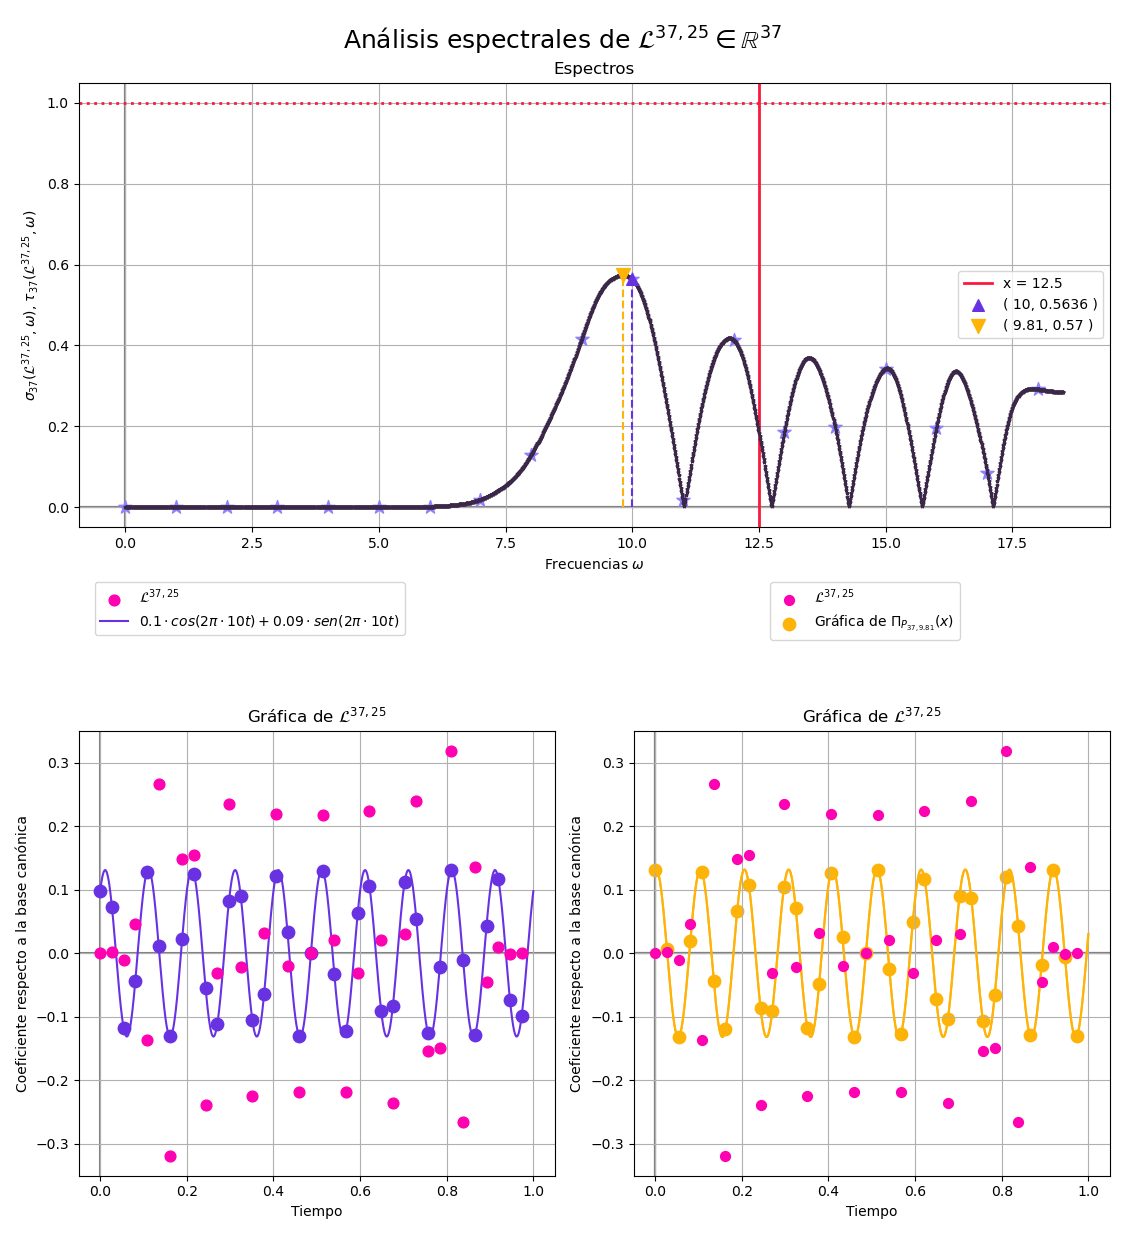 Análisis espectrales de 𝓛^{37,25} ∈ ℝ^{37}
Espectros
1.0
0.8
0.6
0.4
0.2
0.0
σ_{37}(𝓛^{37,25}, ω), τ_{37}(𝓛^{37,25}, ω)
x = 12.5
( 10, 0.5636 )
( 9.81, 0.57 )
0.0 2.5 5.0 7.5 10.0 12.5 15.0 17.5
Frecuencias ω
𝓛^{37,25}
0.1 · cos(2π · 10t) + 0.09 · sen(2π · 10t)
𝓛^{37,25}
Gráfica de Π_{P_{37,9.81}}(x)
Gráfica de 𝓛^{37,25}
Coeficiente respecto a la base canónica
0.3
0.2
0.1
0.0
−0.1
−0.2
−0.3
0.0 0.2 0.4 0.6 0.8 1.0
Tiempo
Gráfica de 𝓛^{37,25}
Coeficiente respecto a la base canónica
0.3
0.2
0.1
0.0
−0.1
−0.2
−0.3
0.0 0.2 0.4 0.6 0.8 1.0
Tiempo